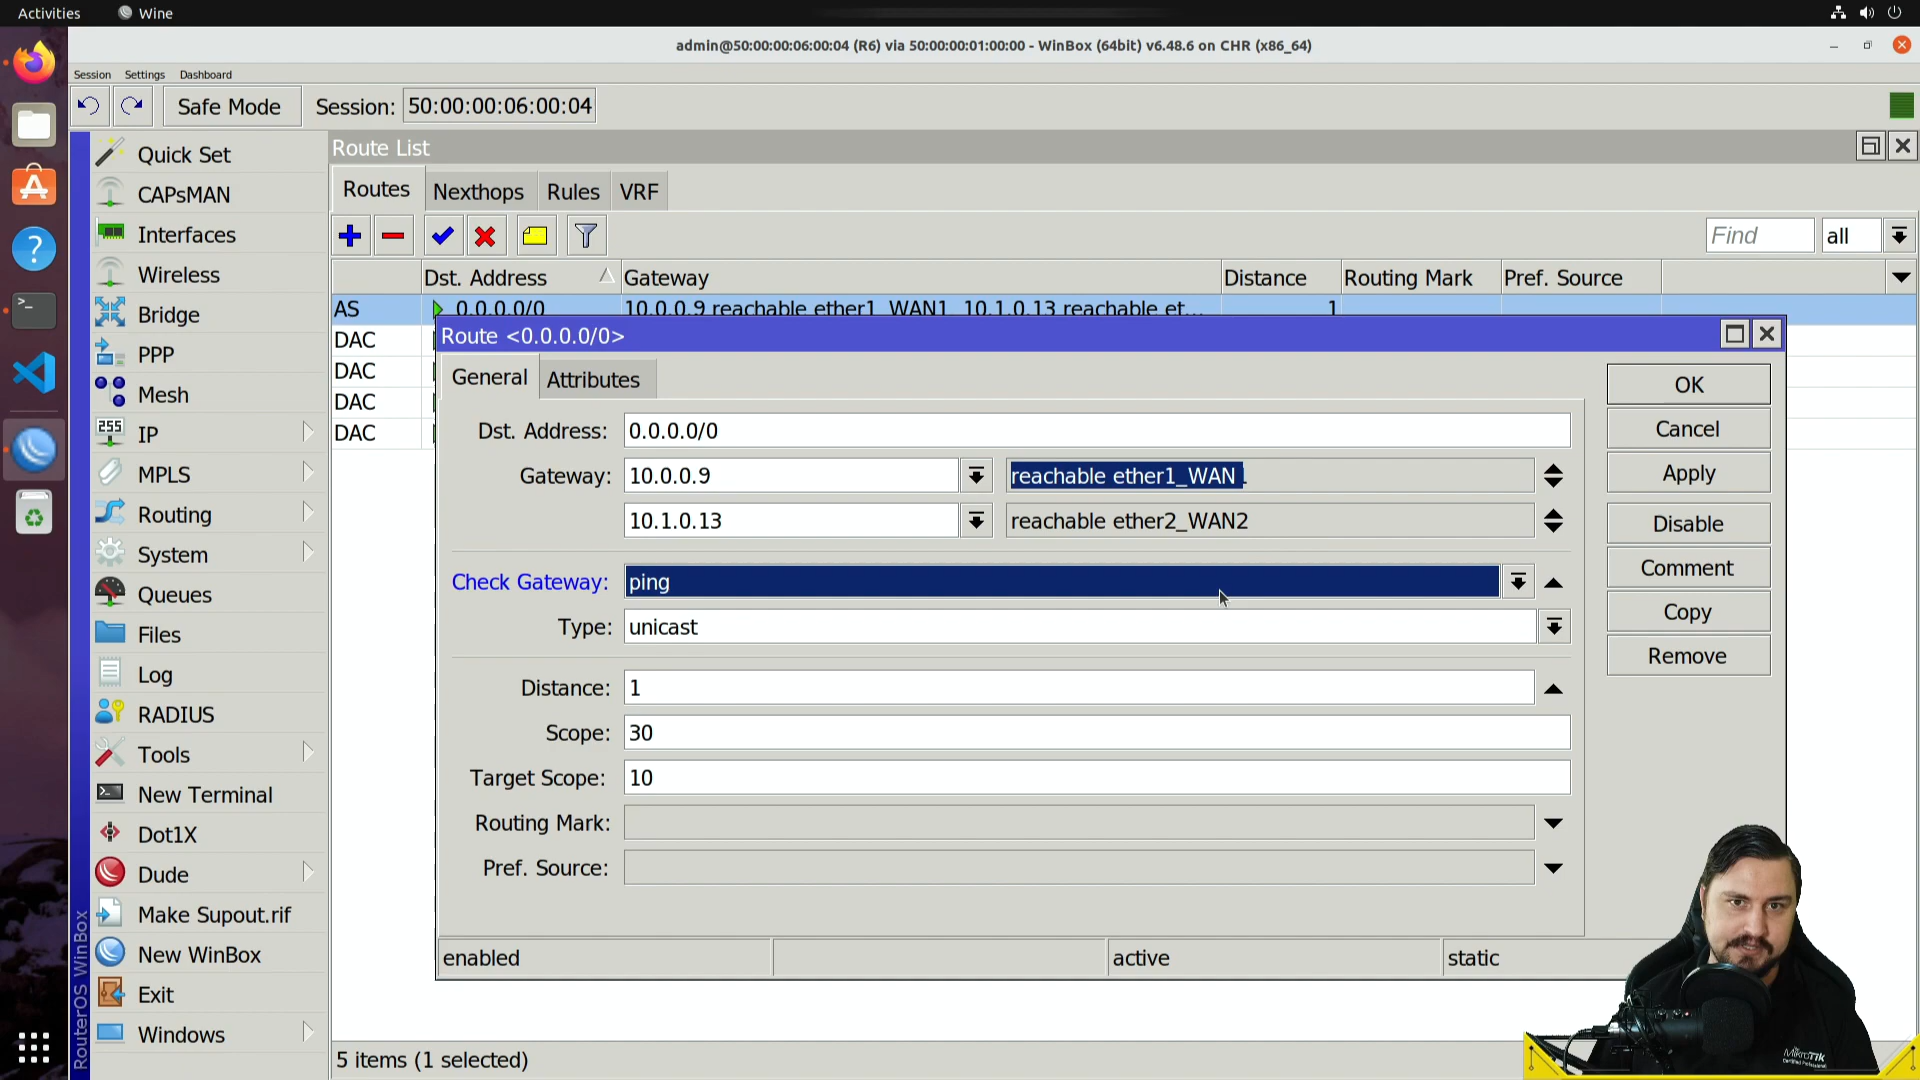 Activities
Wine
admin@50:00:00:06:00:04 (R6) via 50:00:00:01:00:00 - WinBox (64bit) v6.48.6 on CHR (x86_64)
Session Settings Dashboard
Safe Mode
Session: 50:00:00:06:00:04
Quick Set
CAPsMAN
Interfaces
Wireless
Bridge
PPP
Mesh
255
IP
MPLS
Routing
System
Queues
Files
Log
RADIUS
Tools
New Terminal
Dot1X
Dude
Make Supout.rif
New WinBox
Exit
Windows
RouterOS WinBox
Route List
Routes Nexthops Rules VRF
Find
all
Dst. Address Gateway Distance Routing Mark Pref. Source
AS 0.0.0.0/0 10.0.0.9 reachable ether1_WAN1, 10.1.0.13 reachable et... 1
DAC
DAC
DAC
DAC
Route <0.0.0.0/0>
General Attributes
Dst. Address: 0.0.0.0/0
Gateway: 10.0.0.9 reachable ether1_WAN1
10.1.0.13 reachable ether2_WAN2
Check Gateway: ping
Type: unicast
Distance: 1
Scope: 30
Target Scope: 10
Routing Mark:
Pref. Source:
OK
Cancel
Apply
Disable
Comment
Copy
Remove
enabled active static
5 items (1 selected)
MikroTik
Certified Professional